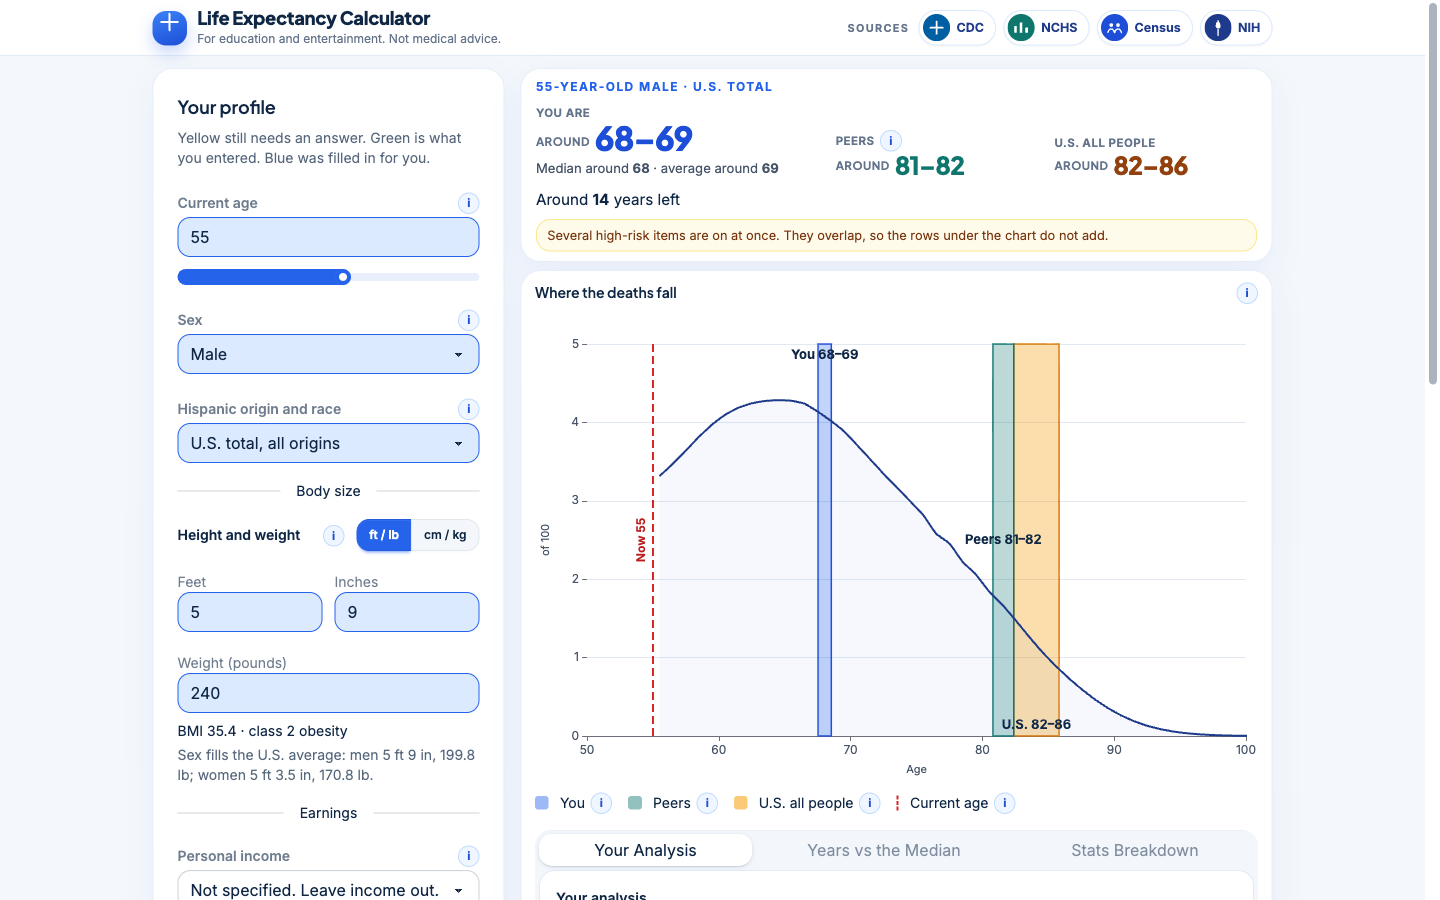 Life Expectancy Calculator
For education and entertainment. Not medical advice.
SOURCES
CDC
NCHS
Census
NIH
Your profile
Yellow still needs an answer. Green is what
you entered. Blue was filled in for you.
Current age
i
55
Sex
i
Male
Hispanic origin and race
i
U.S. total, all origins
Body size
Height and weight
i
ft / lb
cm / kg
Feet
Inches
5
9
Weight (pounds)
240
BMI 35.4 · class 2 obesity
Sex fills the U.S. average: men 5 ft 9 in, 199.8
lb; women 5 ft 3.5 in, 170.8 lb.
Earnings
Personal income
i
Not specified. Leave income out.
55-YEAR-OLD MALE · U.S. TOTAL
YOU ARE
AROUND 68–69
Median around 68 · average around 69
PEERS i
AROUND 81–82
U.S. ALL PEOPLE
AROUND 82–86
Around 14 years left
Several high-risk items are on at once. They overlap, so the rows under the chart do not add.
Where the deaths fall
i
5
4
3
2
1
0
of 100
Now 55
You 68–69
Peers 81–82
U.S. 82–86
50
60
70
80
90
100
Age
You i
Peers i
U.S. all people i
Current age i
Your Analysis
Years vs the Median
Stats Breakdown
Your analysis